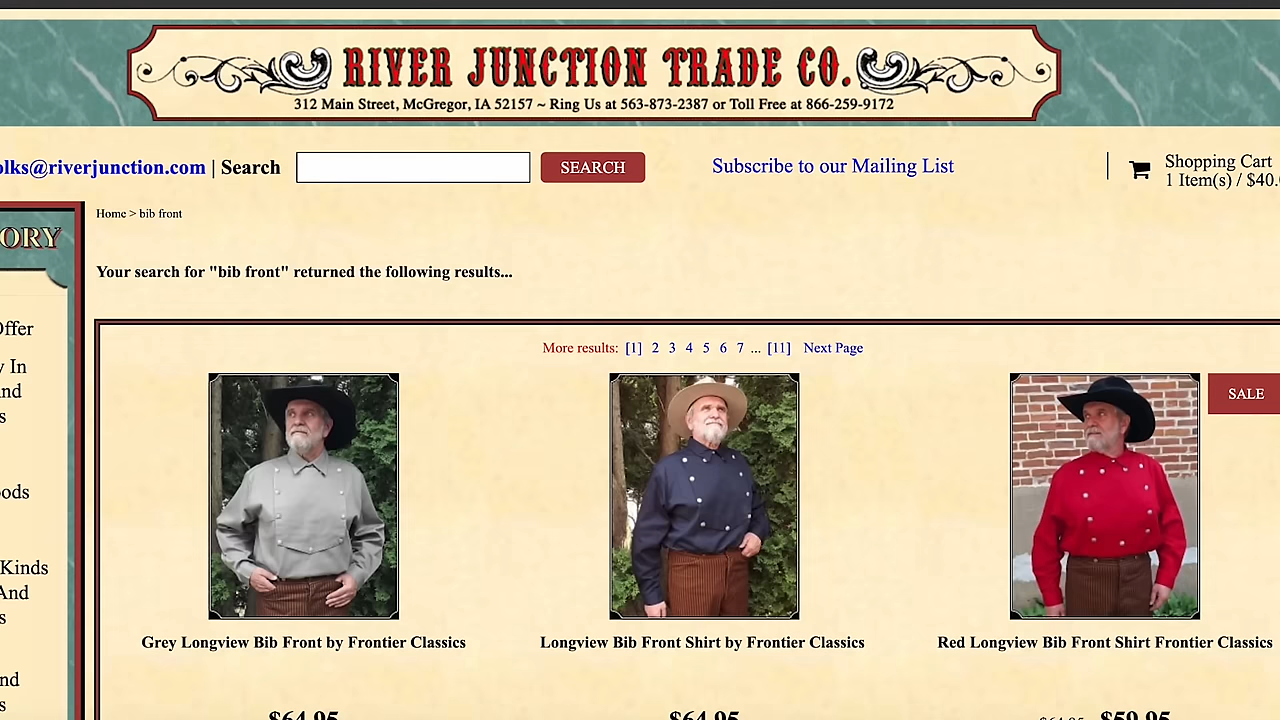 RIVER JUNCTION TRADE CO.
312 Main Street, McGregor, IA 52157 ~ Ring Us at 563-873-2387 or Toll Free at 866-259-9172
olks@riverjunction.com | Search
SEARCH
Subscribe to our Mailing List
Shopping Cart
1 Item(s) / $40.
ORY
Home > bib front
Your search for "bib front" returned the following results...
Offer
y In
nd
s
oods
Kinds
And
s
nd
s
More results: [1] 2 3 4 5 6 7 ... [11] Next Page
SALE
Grey Longview Bib Front by Frontier Classics
Longview Bib Front Shirt by Frontier Classics
Red Longview Bib Front Shirt Frontier Classics
$64.95
$64.95
$64.95 $59.95